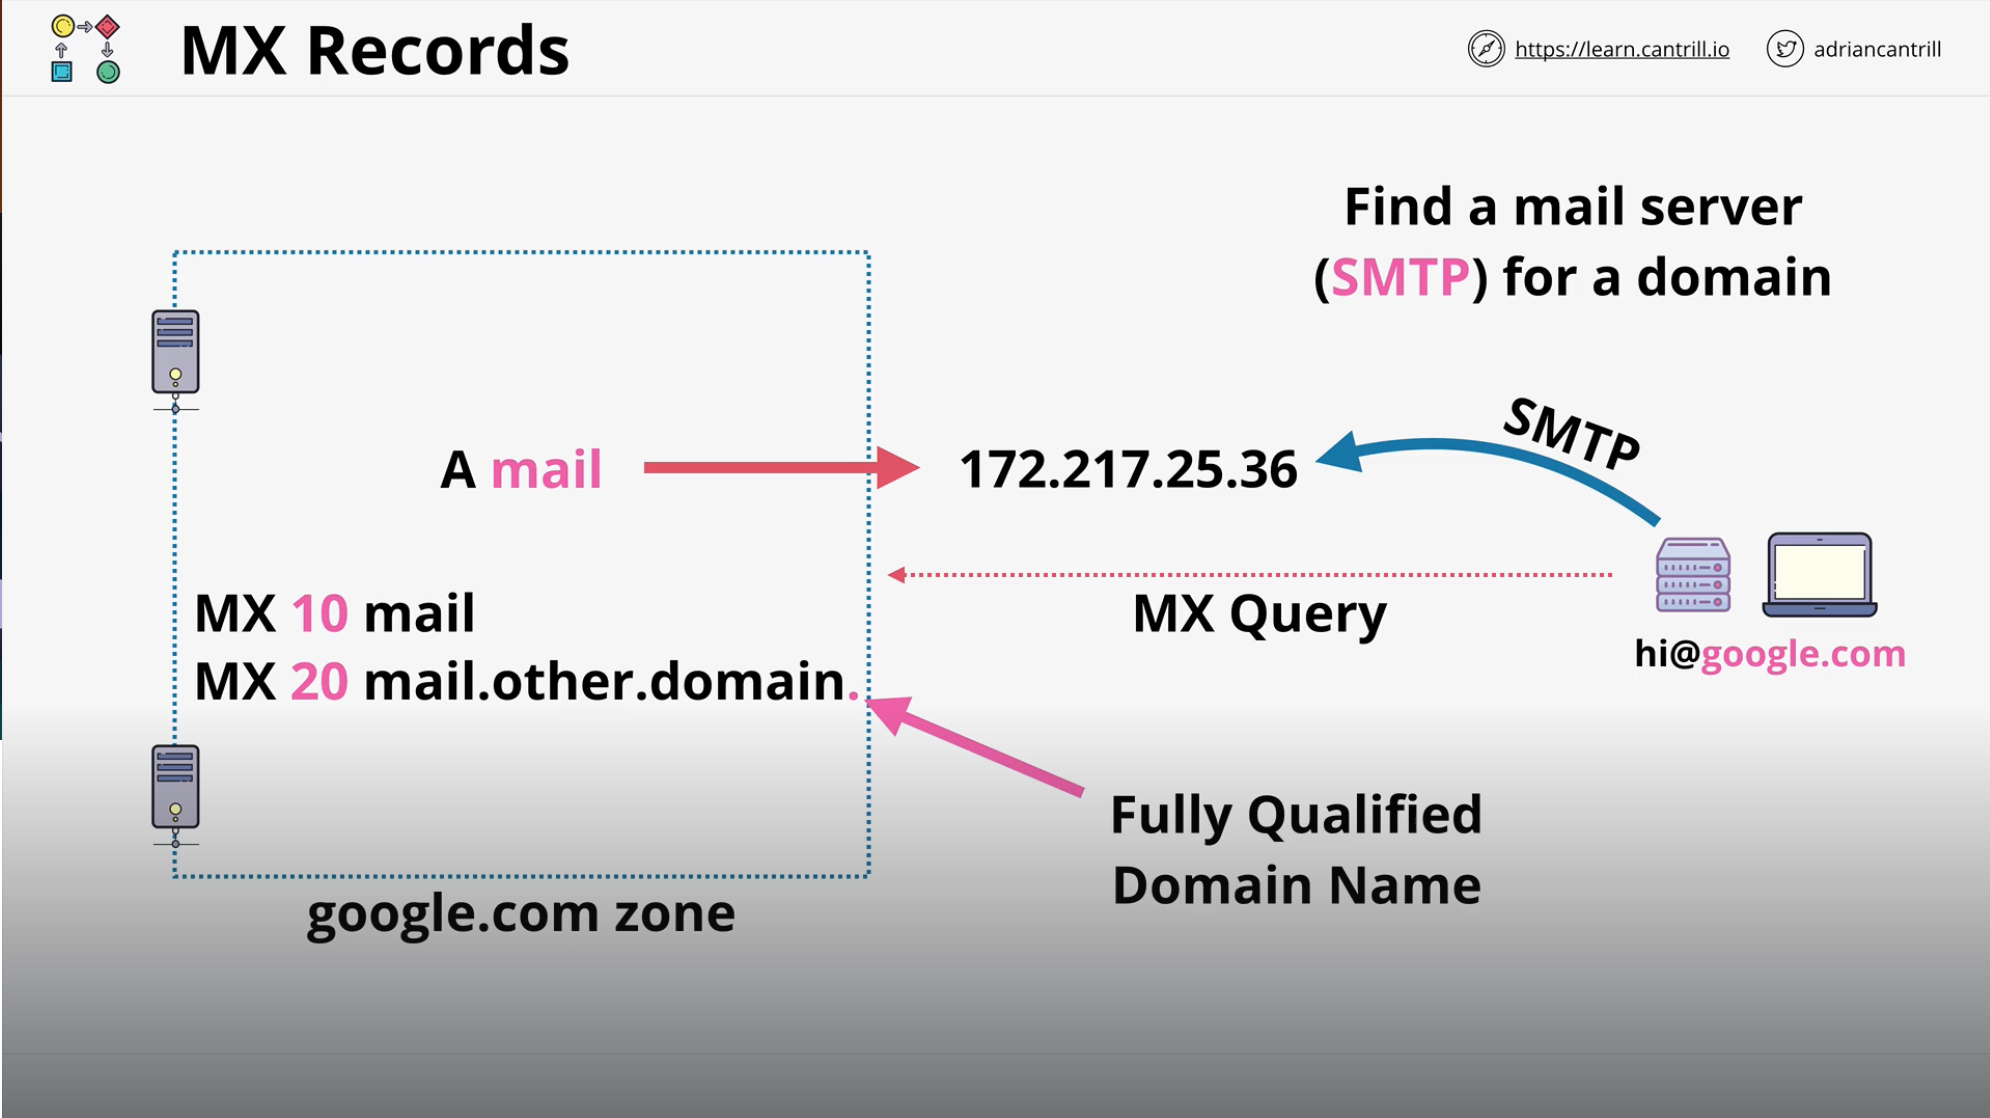 MX Records
https://learn.cantrill.io
adriancantrill
Find a mail server
(SMTP) for a domain
SMTP
A mail
172.217.25.36
MX Query
MX 10 mail
MX 20 mail.other.domain.
hi@google.com
Fully Qualified
Domain Name
google.com zone